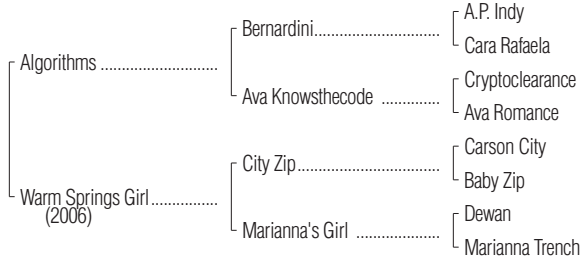 A.P. Indy
Bernardini
Cara Rafaela
Algorithms
Cryptoclearance
Ava Knowsthecode
Ava Romance
Carson City
City Zip
Baby Zip
Warm Springs Girl
(2006)
Dewan
Marianna's Girl
Marianna Trench